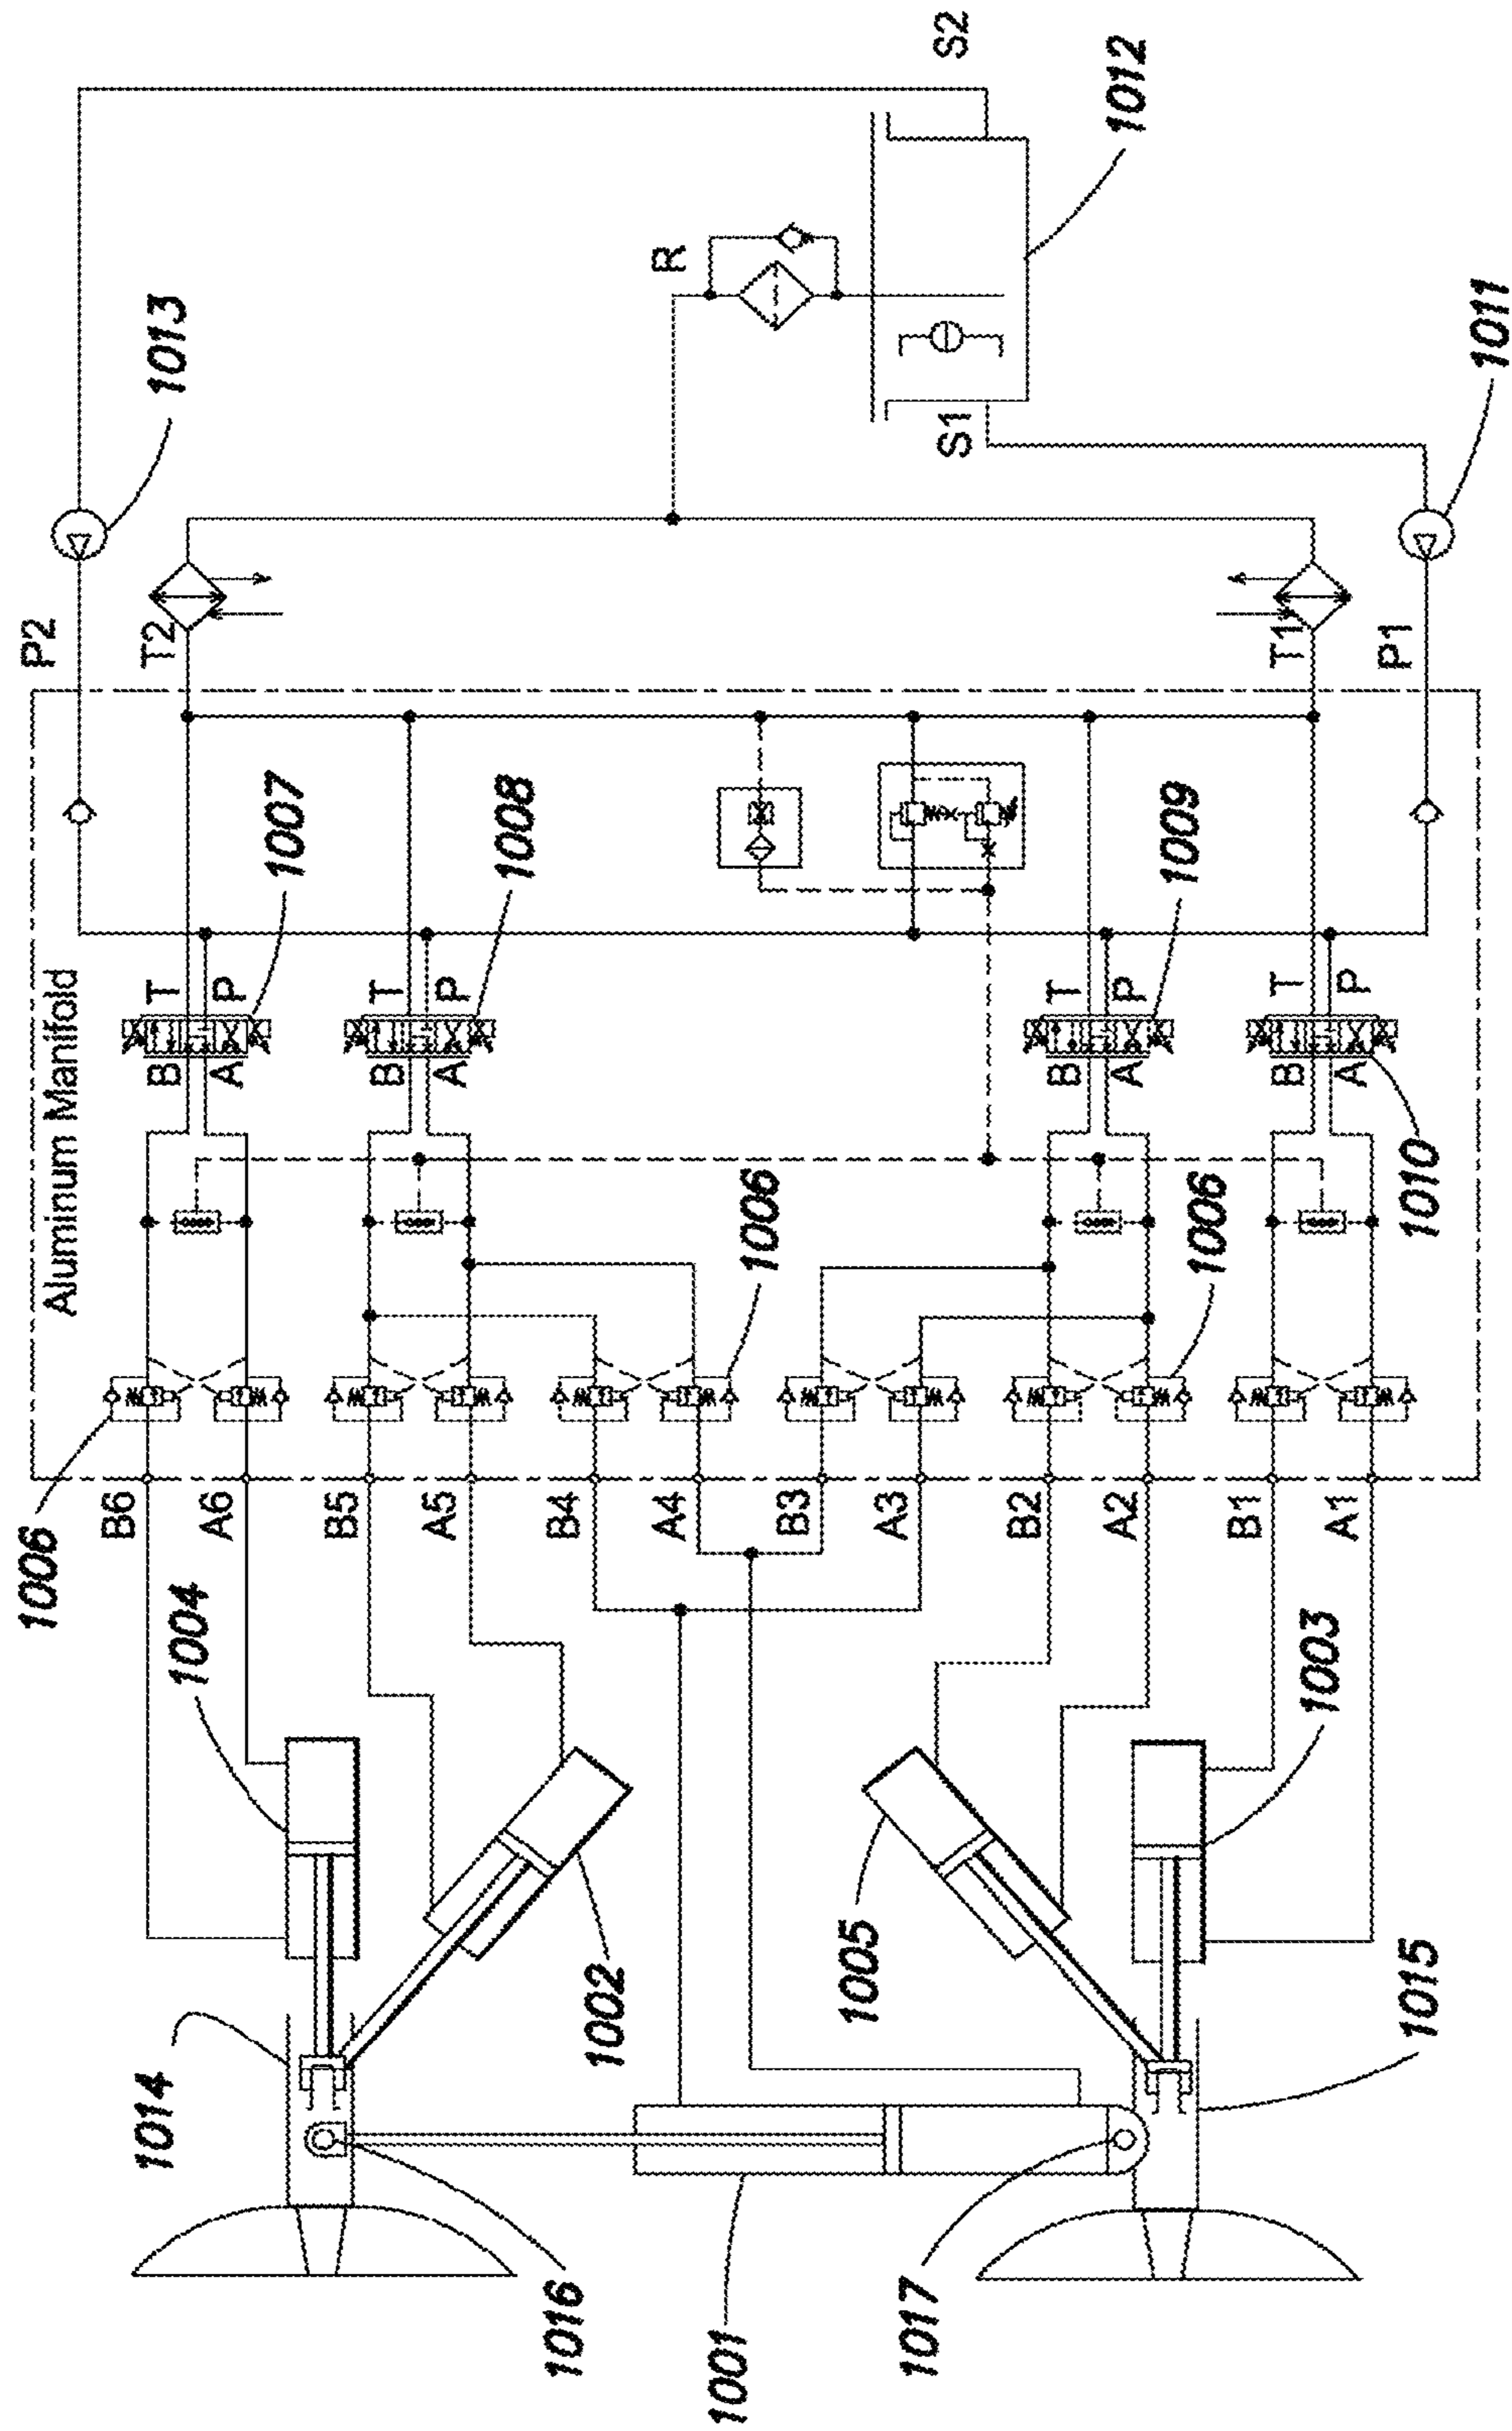 S2
1012
R
1013
S1
1011
P2
T2
T1
P1
1007
1008
1009
Aluminum Manifold
T
P
T
P
T
P
T
P
B
A
B
A
B
A
B
A
1010
1006
1006
1006
B6
A6
B5
A5
B4
A4
B3
A3
B2
A2
B1
A1
1004
1003
1002
1005
1015
1014
1016
1001
1017